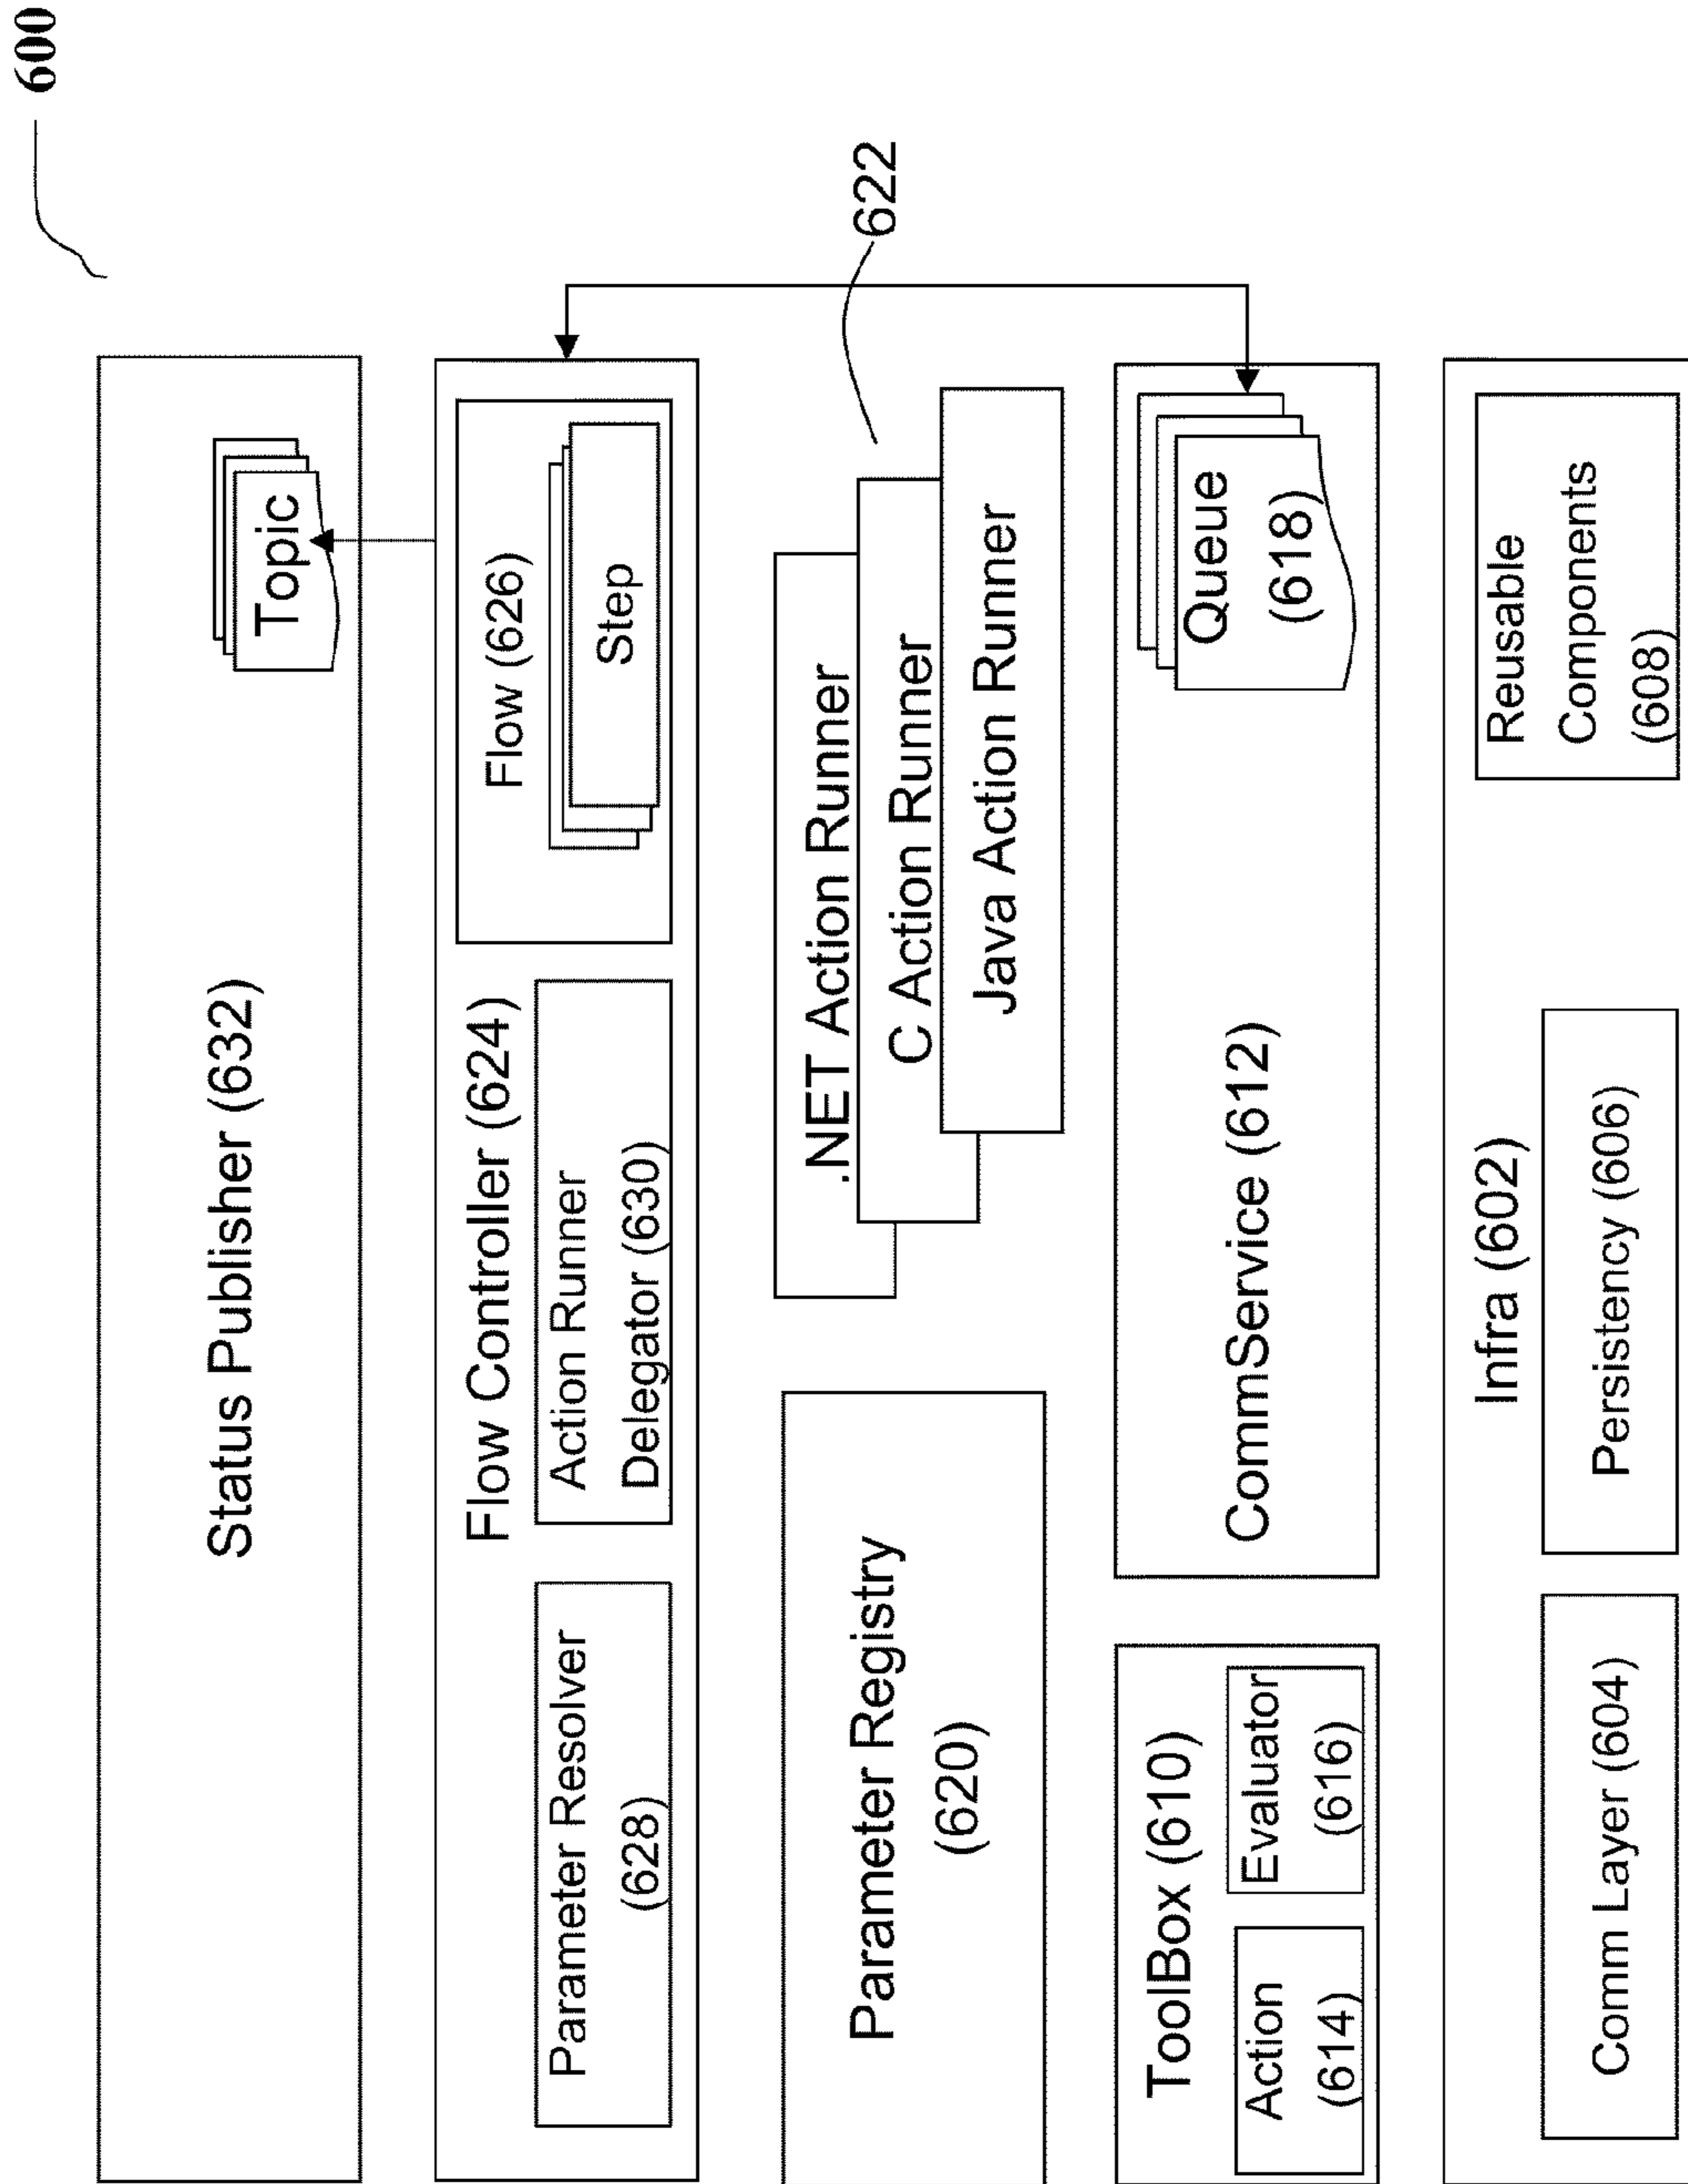 600
Status Publisher (632)
Topic
Flow Controller (624)
Parameter Resolver
(628)
Action Runner
Delegator (630)
Flow (626)
Step
Parameter Registry
(620)
.NET Action Runner
C Action Runner
Java Action Runner
622
ToolBox (610)
Action
(614)
Evaluator
(616)
CommService (612)
Queue
(618)
Infra (602)
Comm Layer (604)
Persistency (606)
Reusable
Components
(608)